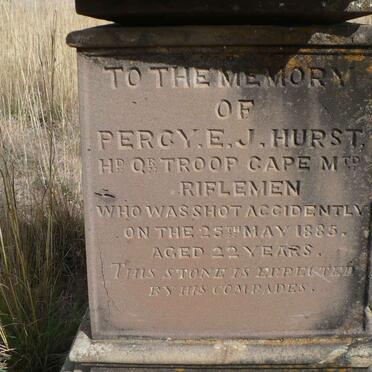 TO THE MEMORY
OF
PERCY. E. J. HURST,
HD QR TROOP CAPE MTD
RIFLEMEN
WHO WAS SHOT ACCIDENTLY
ON THE 25TH MAY 1885.
AGED 22 YEARS.
THIS STONE IS ERECTED
BY HIS COMRADES.